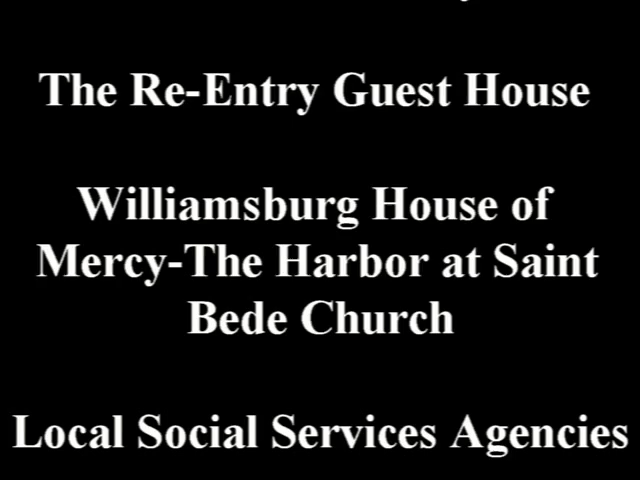 The Re-Entry Guest House
Williamsburg House of
Mercy-The Harbor at Saint
Bede Church
Local Social Services Agencies